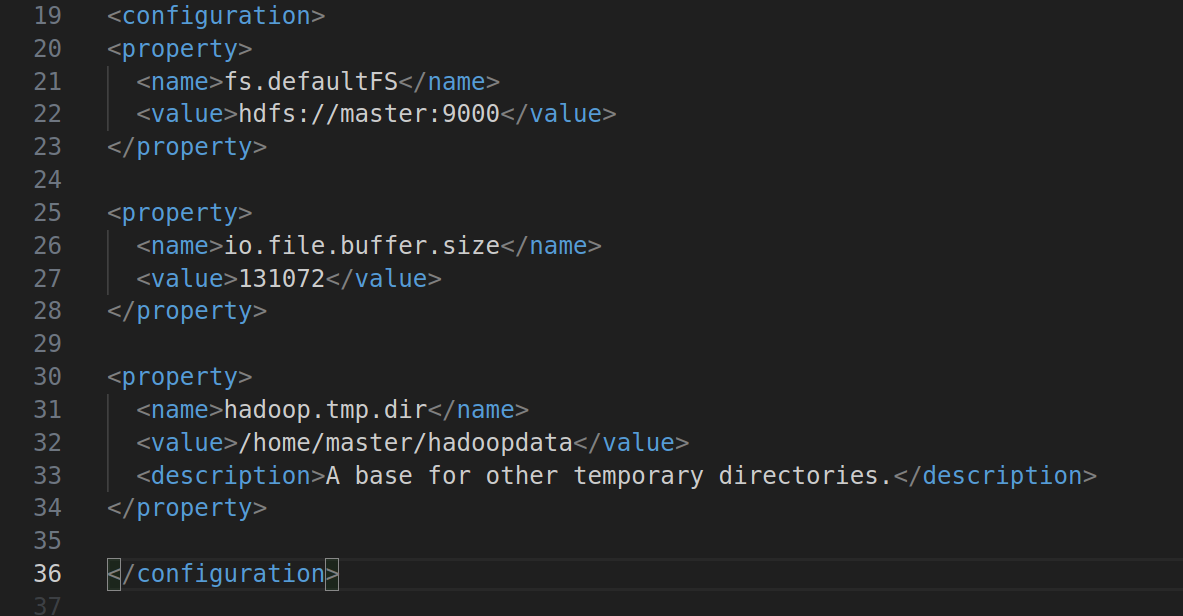 19 <configuration>
20 <property>
21 <name>fs.defaultFS</name>
22 <value>hdfs://master:9000</value>
23 </property>
24
25 <property>
26 <name>io.file.buffer.size</name>
27 <value>131072</value>
28 </property>
29
30 <property>
31 <name>hadoop.tmp.dir</name>
32 <value>/home/master/hadoopdata</value>
33 <description>A base for other temporary directories.</description>
34 </property>
35
36 </configuration>
37